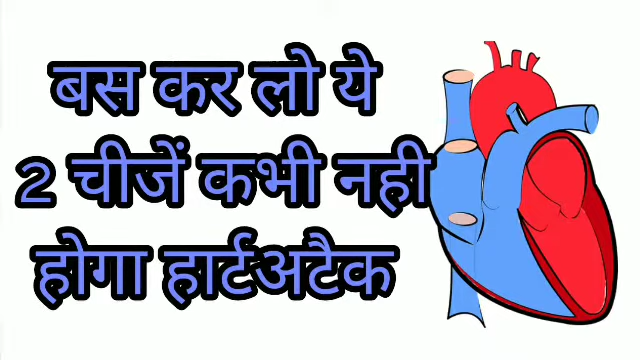 बस कर लो ये
2 चीजें कभी नही
होगा हार्टअटैक